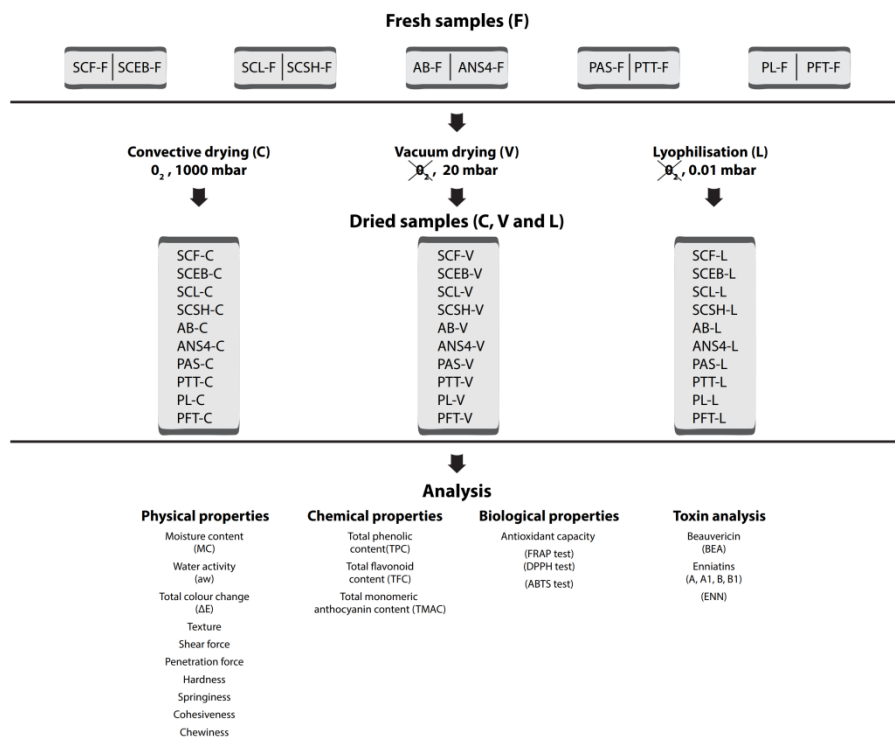 Fresh samples (F)
SCF-F | SCEB-F
SCL-F | SCSH-F
AB-F | ANS4-F
PAS-F | PTT-F
PL-F | PFT-F
Convective drying (C)
0₂ , 1000 mbar
Vacuum drying (V)
0₂ , 20 mbar
Lyophilisation (L)
0₂ , 0.01 mbar
Dried samples (C, V and L)
SCF-C
SCEB-C
SCL-C
SCSH-C
AB-C
ANS4-C
PAS-C
PTT-C
PL-C
PFT-C
SCF-V
SCEB-V
SCL-V
SCSH-V
AB-V
ANS4-V
PAS-V
PTT-V
PL-V
PFT-V
SCF-L
SCEB-L
SCL-L
SCSH-L
AB-L
ANS4-L
PAS-L
PTT-L
PL-L
PFT-L
Analysis
Physical properties
Moisture content
(MC)
Water activity
(aw)
Total colour change
(ΔE)
Texture
Shear force
Penetration force
Hardness
Springiness
Cohesiveness
Chewiness
Chemical properties
Total phenolic
content(TPC)
Total flavonoid
content (TFC)
Total monomeric
anthocyanin content (TMAC)
Biological properties
Antioxidant capacity
(FRAP test)
(DPPH test)
(ABTS test)
Toxin analysis
Beauvericin
(BEA)
Enniatins
(A, A1, B, B1)
(ENN)